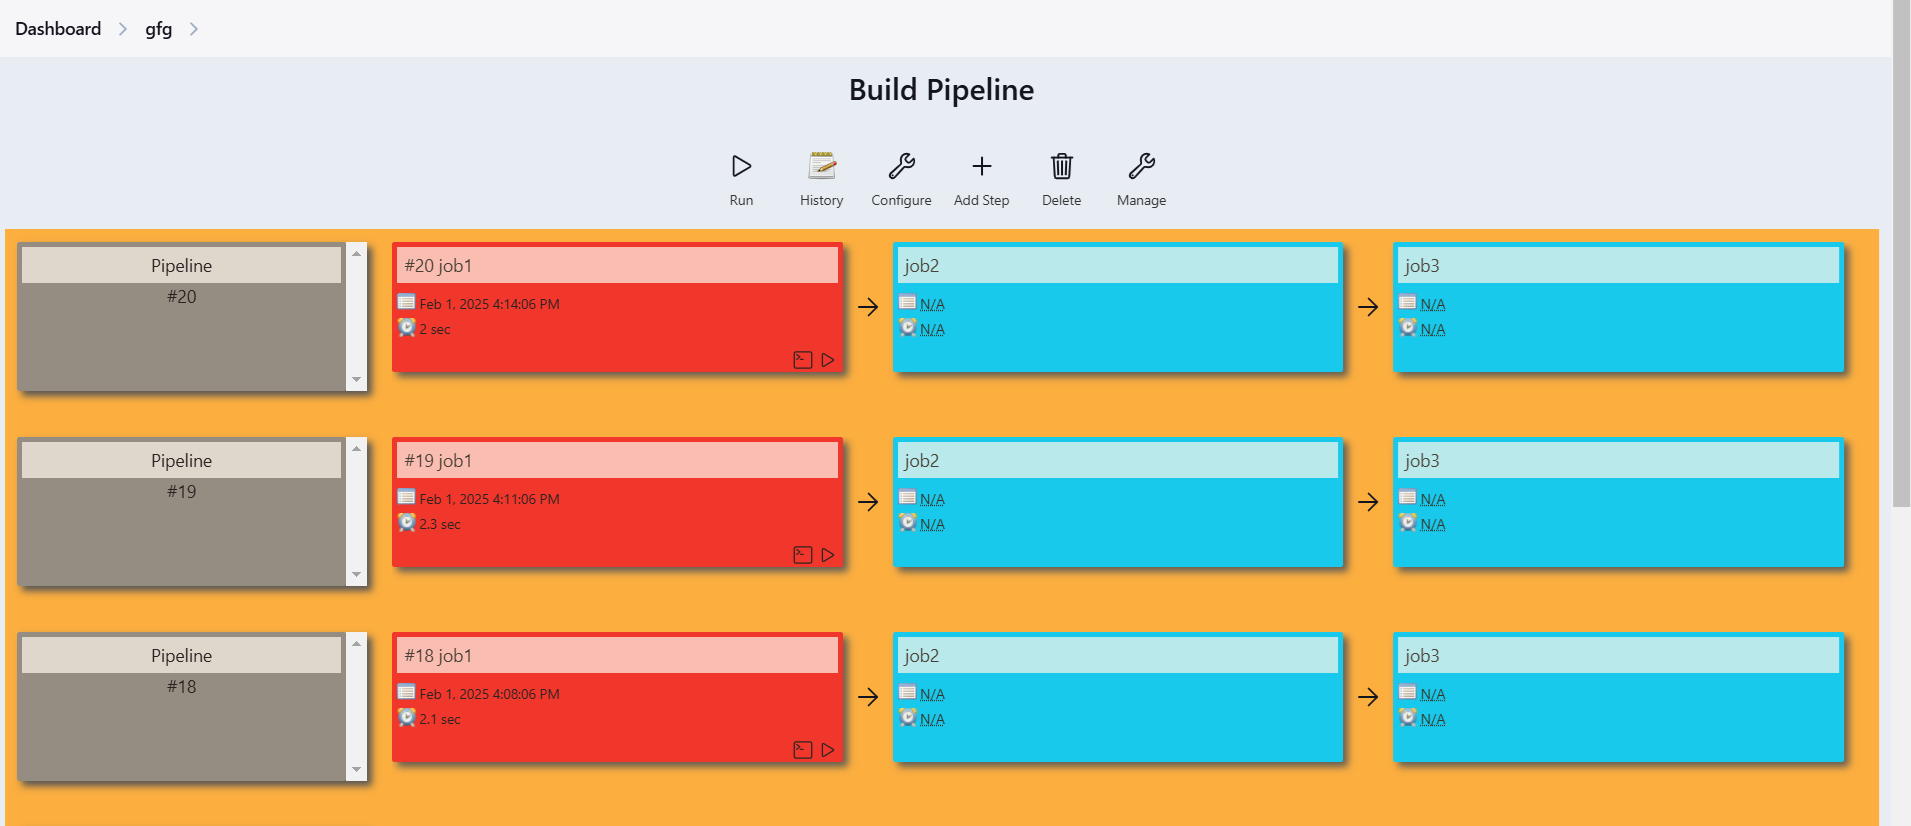 Dashboard gfg
Build Pipeline
Run History Configure Add Step Delete Manage
Pipeline
#20
#20 job1
Feb 1, 2025 4:14:06 PM
2 sec
job2
N/A
N/A
job3
N/A
N/A
Pipeline
#19
#19 job1
Feb 1, 2025 4:11:06 PM
2.3 sec
job2
N/A
N/A
job3
N/A
N/A
Pipeline
#18
#18 job1
Feb 1, 2025 4:08:06 PM
2.1 sec
job2
N/A
N/A
job3
N/A
N/A